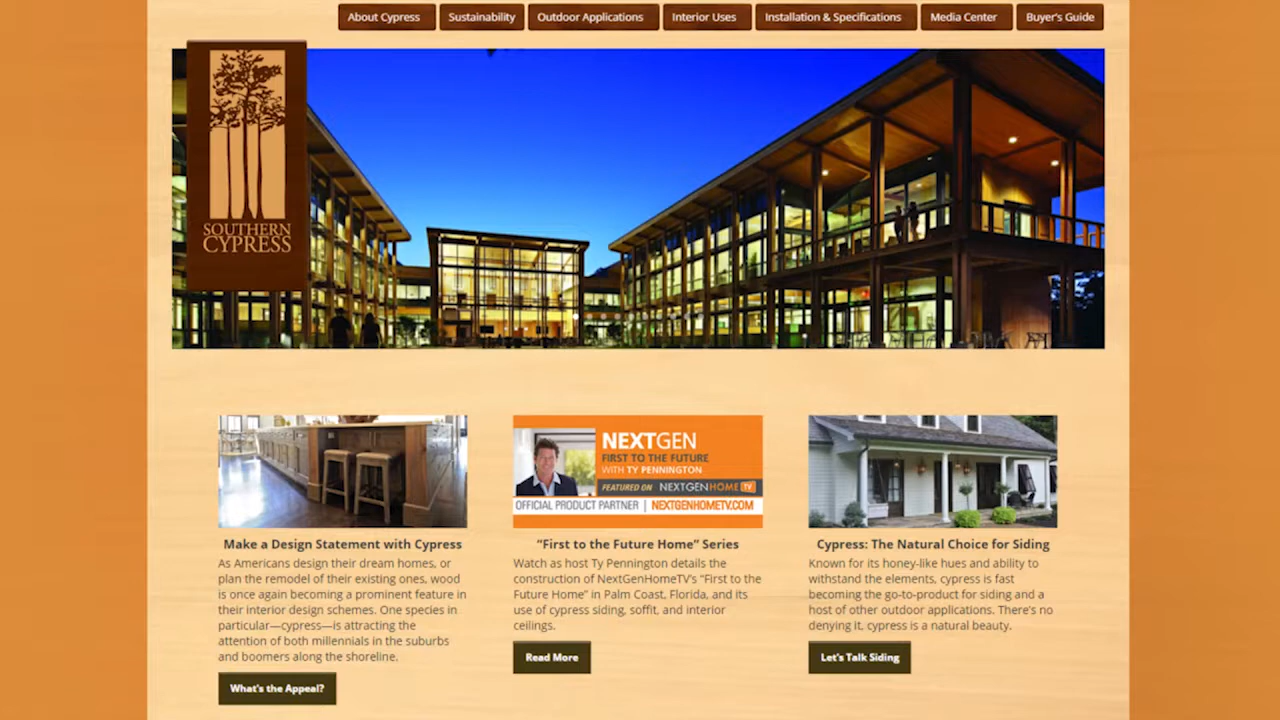 About Cypress
Sustainability
Outdoor Applications
Interior Uses
Installation & Specifications
Media Center
Buyer's Guide
SOUTHERN
CYPRESS
NEXTGEN
FIRST TO THE FUTURE
WITH TY PENNINGTON
FEATURED ON NEXTGENHOME TV
OFFICIAL PRODUCT PARTNER | NEXTGENHOMETV.COM
Make a Design Statement with Cypress
As Americans design their dream homes, or
plan the remodel of their existing ones, wood
is once again becoming a prominent feature in
their interior design schemes. One species in
particular—cypress—is attracting the
attention of both millennials in the suburbs
and boomers along the shoreline.
What's the Appeal?
"First to the Future Home" Series
Watch as host Ty Pennington details the
construction of NextGenHomeTV's "First to the
Future Home" in Palm Coast, Florida, and its
use of cypress siding, soffit, and interior
ceilings.
Read More
Cypress: The Natural Choice for Siding
Known for its honey-like hues and ability to
withstand the elements, cypress is fast
becoming the go-to-product for siding and a
host of other outdoor applications. There's no
denying it, cypress is a natural beauty.
Let's Talk Siding